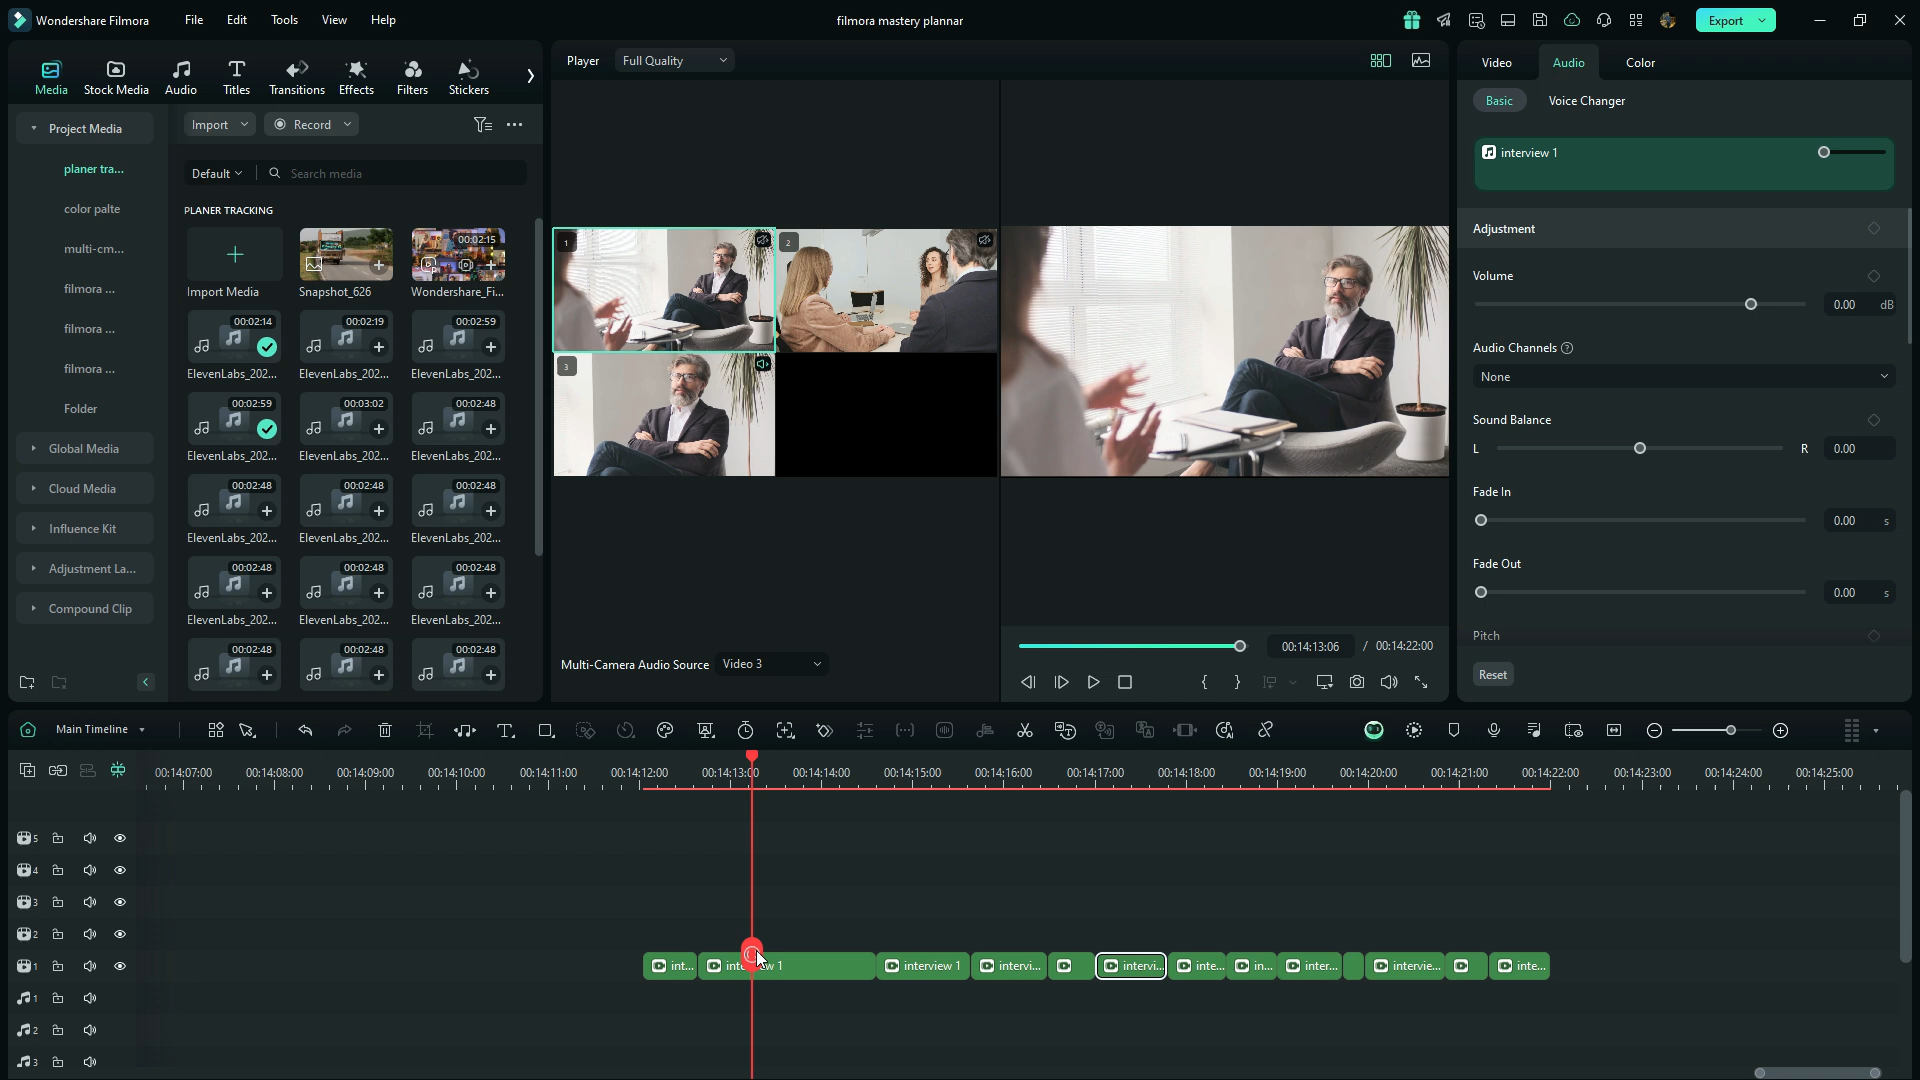 Wondershare Filmora
File
Edit
Tools
View
Help
filmora mastery plannar
Export
Media
Stock Media
Audio
Titles
Transitions
Effects
Filters
Stickers
Project Media
planer tra...
color palte
multi-cm...
filmora ...
filmora ...
filmora ...
Folder
Global Media
Cloud Media
Influence Kit
Adjustment La...
Compound Clip
Import
Record
Default
Search media
PLANER TRACKING
00:02:15
Import Media
Snapshot_626
Wondershare_Fi...
00:02:14
00:02:19
00:02:59
ElevenLabs_202...
ElevenLabs_202...
ElevenLabs_202...
00:02:59
00:03:02
00:02:48
ElevenLabs_202...
ElevenLabs_202...
ElevenLabs_202...
00:02:48
00:02:48
00:02:48
ElevenLabs_202...
ElevenLabs_202...
ElevenLabs_202...
00:02:48
00:02:48
00:02:48
ElevenLabs_202...
ElevenLabs_202...
ElevenLabs_202...
00:02:48
00:02:48
00:02:48
Player
Full Quality
1
2
3
Multi-Camera Audio Source
Video 3
00:14:13:06 / 00:14:22:00
Video
Audio
Color
Basic
Voice Changer
interview 1
Adjustment
Volume
0.00 dB
Audio Channels
None
Sound Balance
L
R
0.00
Fade In
0.00 s
Fade Out
0.00 s
Pitch
Reset
Main Timeline
00:14:07:00
00:14:08:00
00:14:09:00
00:14:10:00
00:14:11:00
00:14:12:00
00:14:13:00
00:14:14:00
00:14:15:00
00:14:16:00
00:14:17:00
00:14:18:00
00:14:19:00
00:14:20:00
00:14:21:00
00:14:22:00
00:14:23:00
00:14:24:00
00:14:25:00
5
4
3
2
1
int...
interview 1
intervi...
intervi...
inte...
in...
inter...
intervie...
inte...
1
2
3